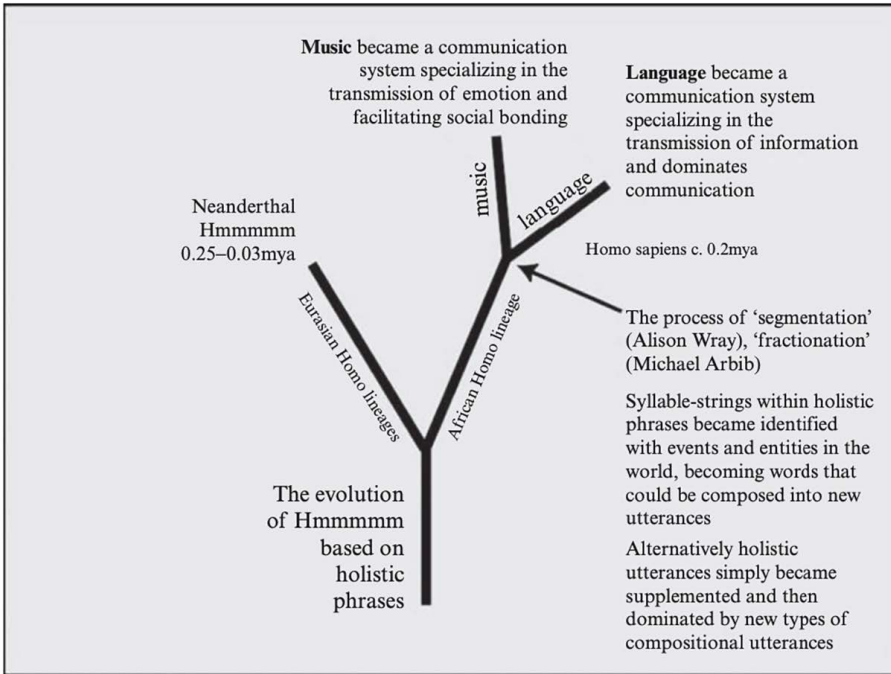 Music became a communication
system specializing in the
transmission of emotion and
facilitating social bonding
Language became a
communication system
specializing in the
transmission of information
and dominates
communication
music
language
Neanderthal
Hmmmmm
0.25–0.03mya
Homo sapiens c. 0.2mya
Eurasian Homo lineages
African Homo lineage
The process of ‘segmentation’
(Alison Wray), ‘fractionation’
(Michael Arbib)
Syllable-strings within holistic
phrases became identified
with events and entities in the
world, becoming words that
could be composed into new
utterances
Alternatively holistic
utterances simply became
supplemented and then
dominated by new types of
compositional utterances
The evolution
of Hmmmmm
based on
holistic
phrases